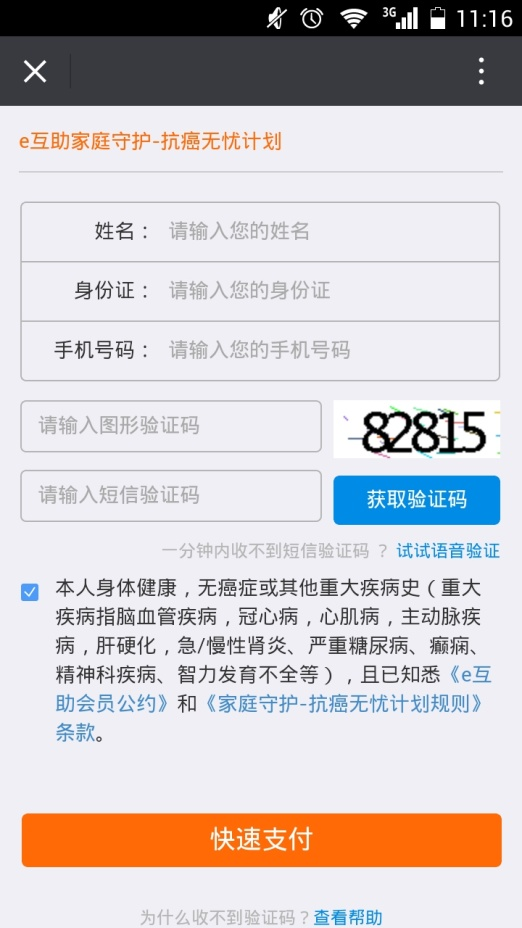 3G 11:16
e互助家庭守护-抗癌无忧计划
姓名： 请输入您的姓名
身份证： 请输入您的身份证
手机号码： 请输入您的手机号码
请输入图形验证码 82815
请输入短信验证码 获取验证码
一分钟内收不到短信验证码 ？ 试试语音验证
本人身体健康，无癌症或其他重大疾病史（重大
疾病指脑血管疾病，冠心病，心肌病，主动脉疾
病，肝硬化，急/慢性肾炎、严重糖尿病、癫痫、
精神科疾病、智力发育不全等），且已知悉《e互
助会员公约》和《家庭守护-抗癌无忧计划规则》
条款。
快速支付
为什么收不到验证码？查看帮助